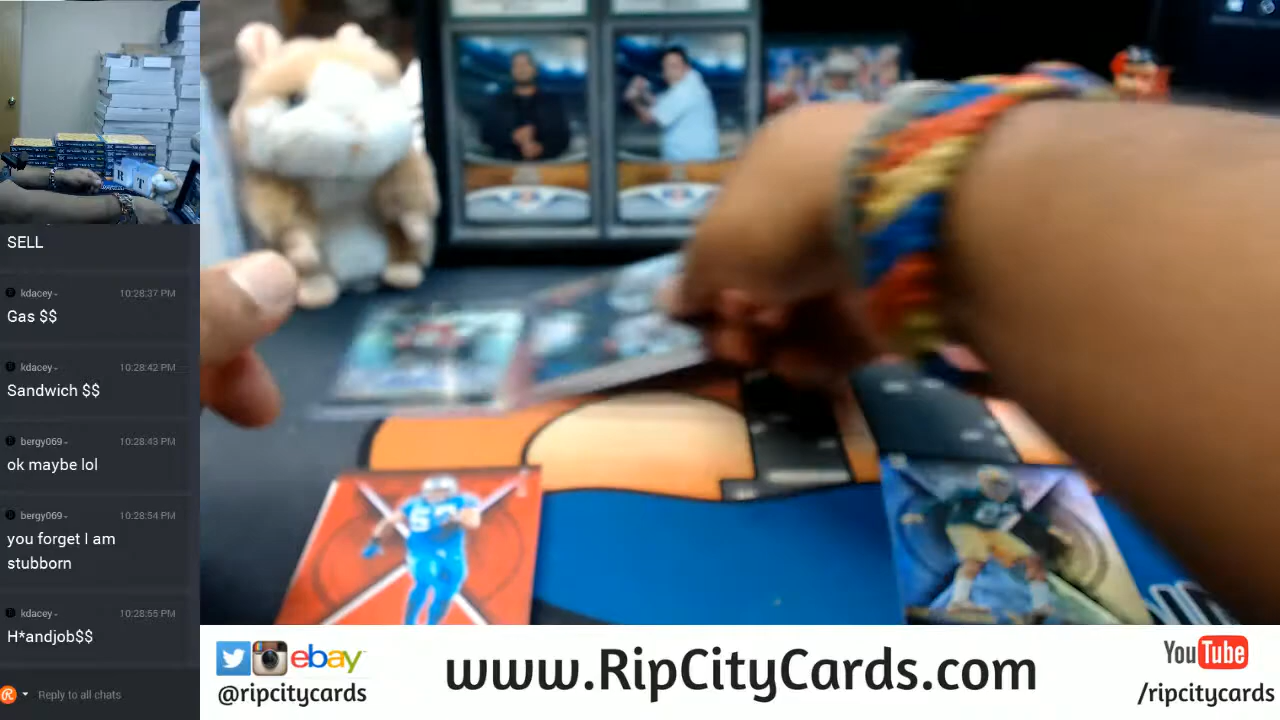 SELL
kdacey- 10:28:37 PM
Gas $$
kdacey- 10:28:42 PM
Sandwich $$
bergy069- 10:28:43 PM
ok maybe lol
bergy069- 10:28:54 PM
you forget I am
stubborn
kdacey- 10:28:55 PM
H*andjob$$
Reply to all chats
ebay
@ripcitycards
www.RipCityCards.com
YouTube
/ripcitycards